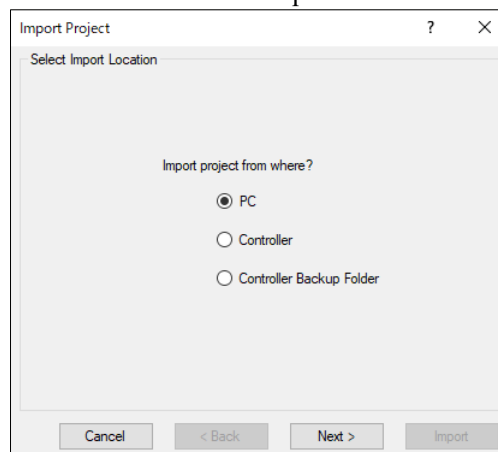 Import Project ? ×
Select Import Location
Import project from where?
PC
Controller
Controller Backup Folder
Cancel < Back Next > Import